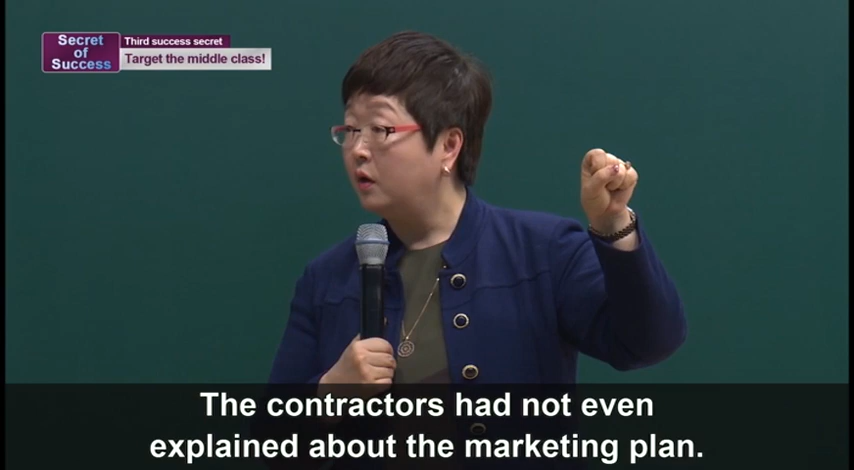 Secret
of
Success
Third success secret
Target the middle class!
The contractors had not even
explained about the marketing plan.